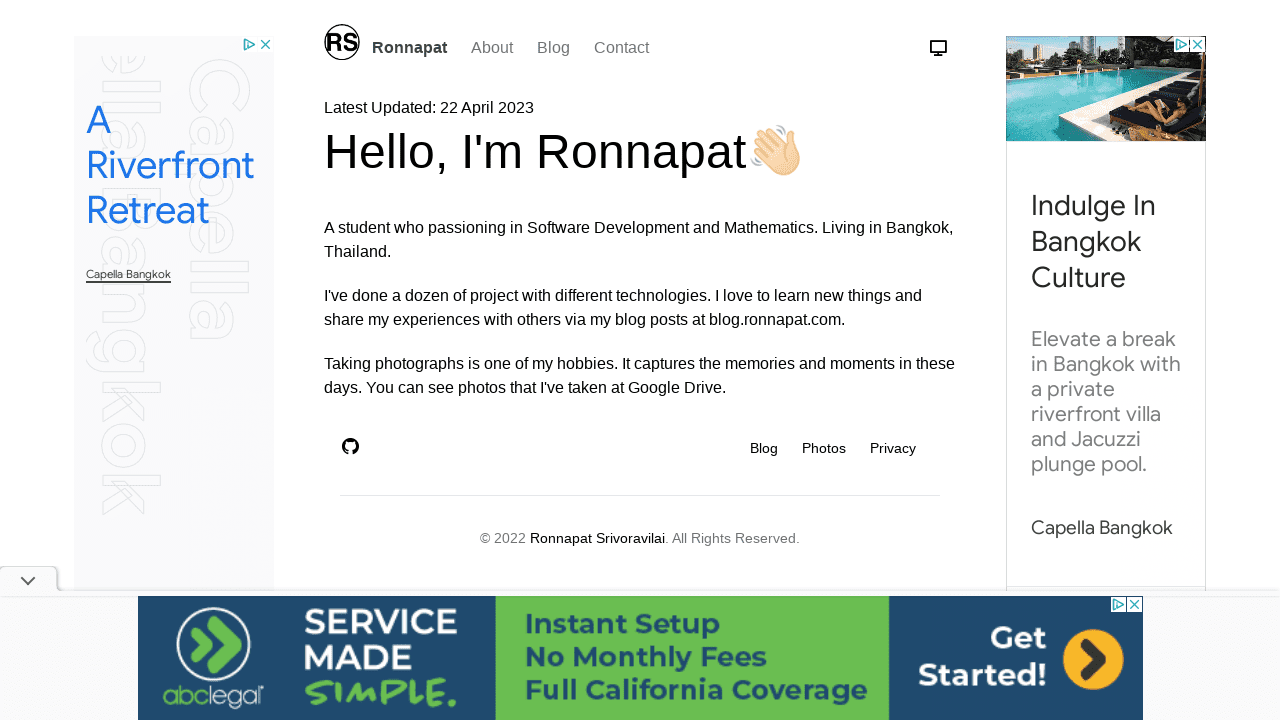 RS
Ronnapat
About
Blog
Contact
Latest Updated: 22 April 2023
Hello, I'm Ronnapat👋🏻
A student who passioning in Software Development and Mathematics. Living in Bangkok,
Thailand.
I've done a dozen of project with different technologies. I love to learn new things and
share my experiences with others via my blog posts at blog.ronnapat.com.
Taking photographs is one of my hobbies. It captures the memories and moments in these
days. You can see photos that I've taken at Google Drive.
Blog
Photos
Privacy
© 2022 Ronnapat Srivoravilai. All Rights Reserved.
A
Riverfront
Retreat
Capella Bangkok
Capella
Capella Bangkok
Indulge In
Bangkok
Culture
Elevate a break
in Bangkok with
a private
riverfront villa
and Jacuzzi
plunge pool.
Capella Bangkok
abclegal
SERVICE
MADE
SIMPLE.
Instant Setup
No Monthly Fees
Full California Coverage
Get
Started!